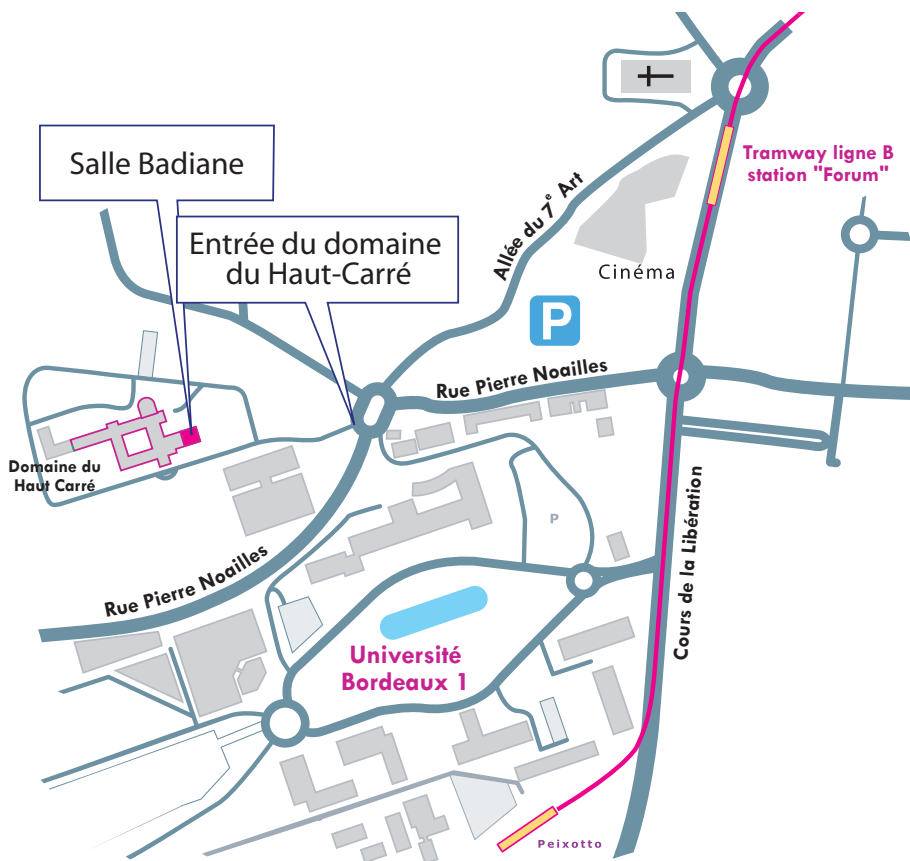 Salle Badiane
Tramway ligne B
station "Forum"
Entrée du domaine
du Haut-Carré
Allée du 7e Art
Cinéma
P
Rue Pierre Noailles
Domaine du
Haut Carré
P
Cours de la Libération
Rue Pierre Noailles
Université
Bordeaux 1
Peixotto